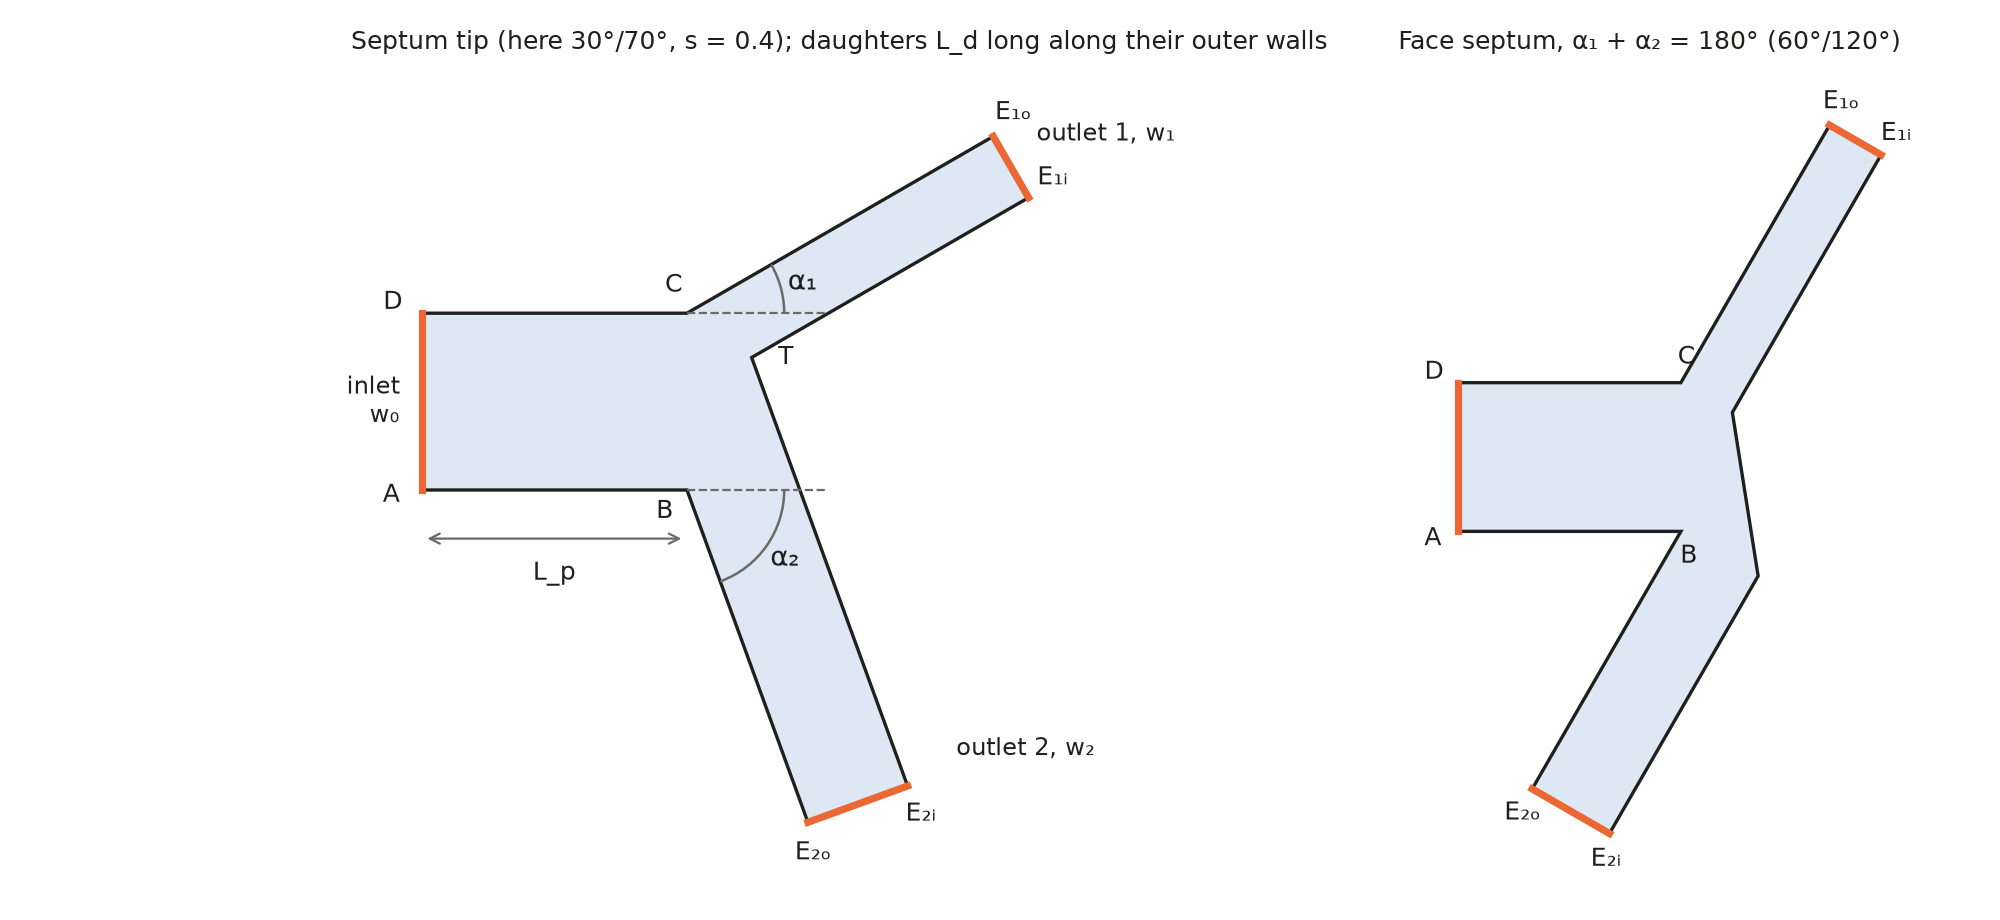 Septum tip (here 30°/70°, s = 0.4); daughters L_d long along their outer walls
E₁ₒ
outlet 1, w₁
E₁ᵢ
D
C
α₁
T
inlet
w₀
A
B
α₂
L_p
outlet 2, w₂
E₂ᵢ
E₂ₒ
Face septum, α₁ + α₂ = 180° (60°/120°)
E₁ₒ
E₁ᵢ
C
D
A
B
E₂ₒ
E₂ᵢ